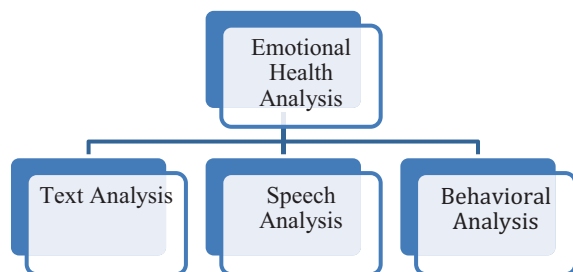 Emotional
Health
Analysis
Text Analysis
Speech
Analysis
Behavioral
Analysis